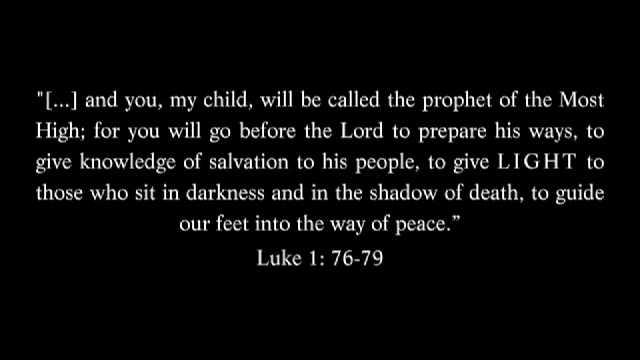 "[...] and you, my child, will be called the prophet of the Most
High; for you will go before the Lord to prepare his ways, to
give knowledge of salvation to his people, to give LIGHT to
those who sit in darkness and in the shadow of death, to guide
our feet into the way of peace.”
Luke 1: 76-79